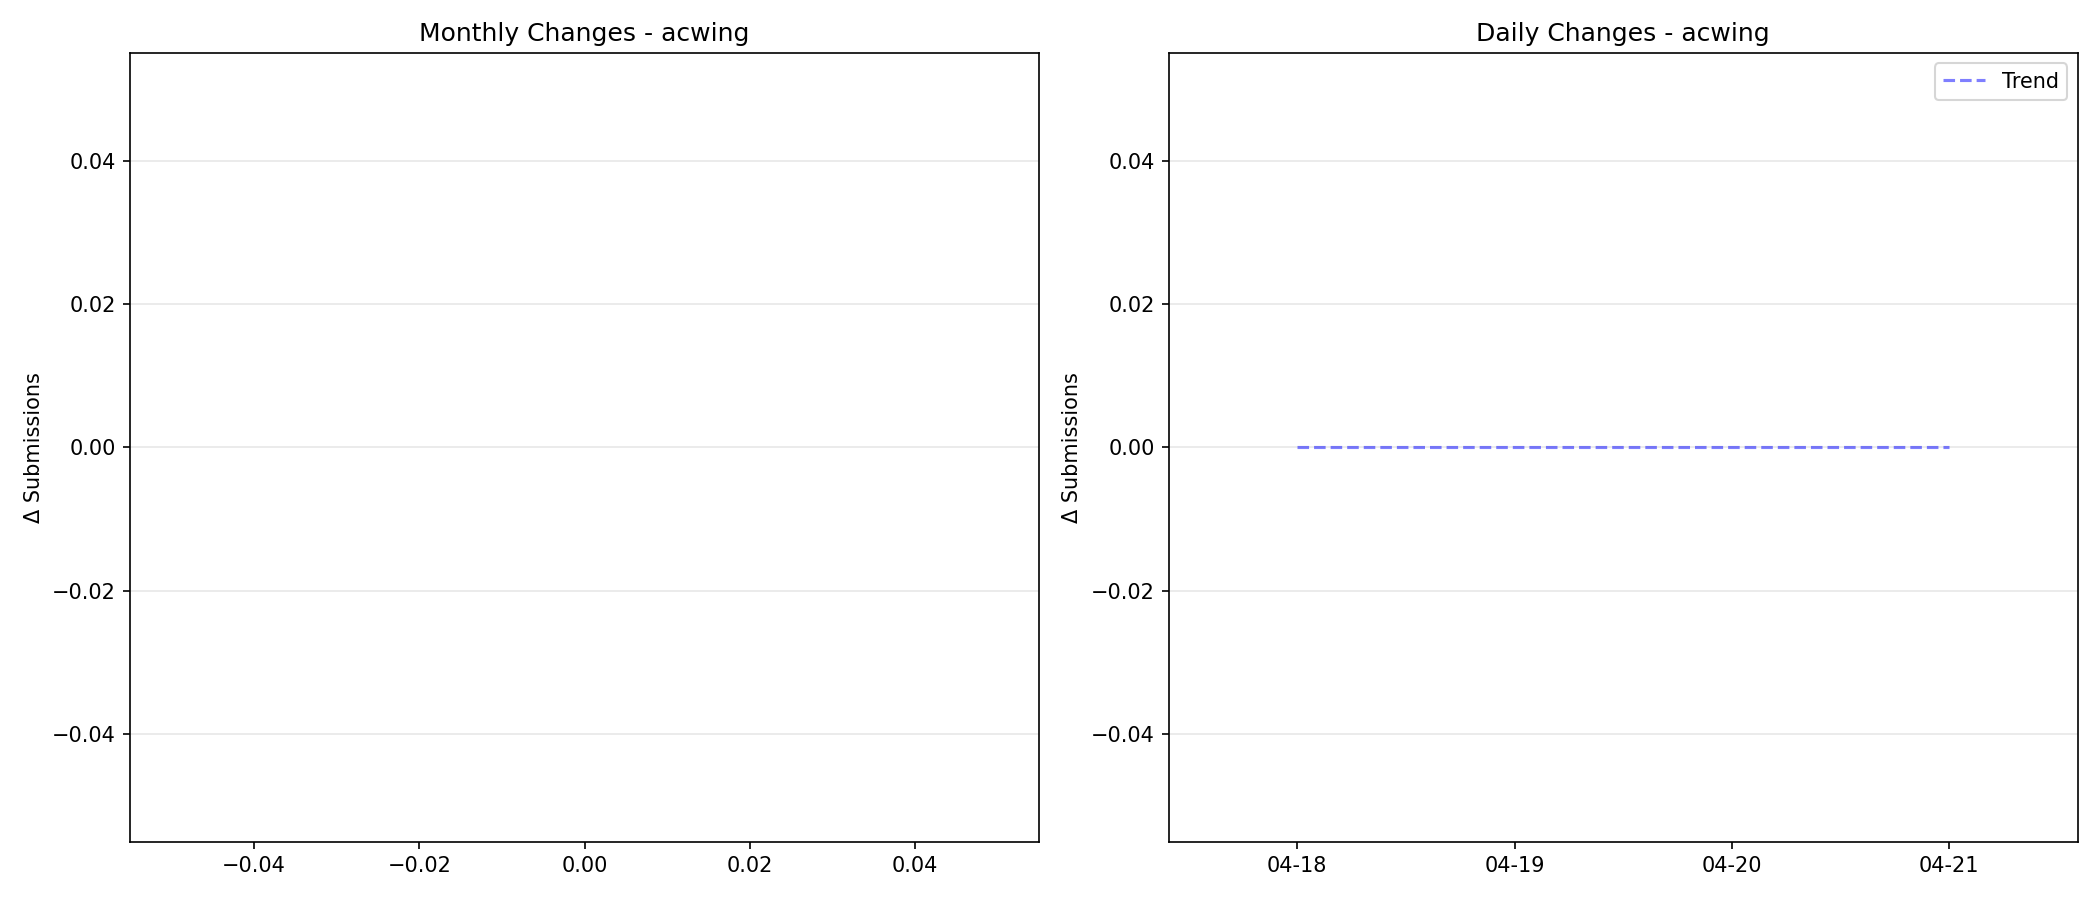 Monthly Changes - acwing
Δ Submissions
0.04
0.02
0.00
−0.02
−0.04
−0.04 −0.02 0.00 0.02 0.04
Daily Changes - acwing
Trend
Δ Submissions
0.04
0.02
0.00
−0.02
−0.04
04-18 04-19 04-20 04-21